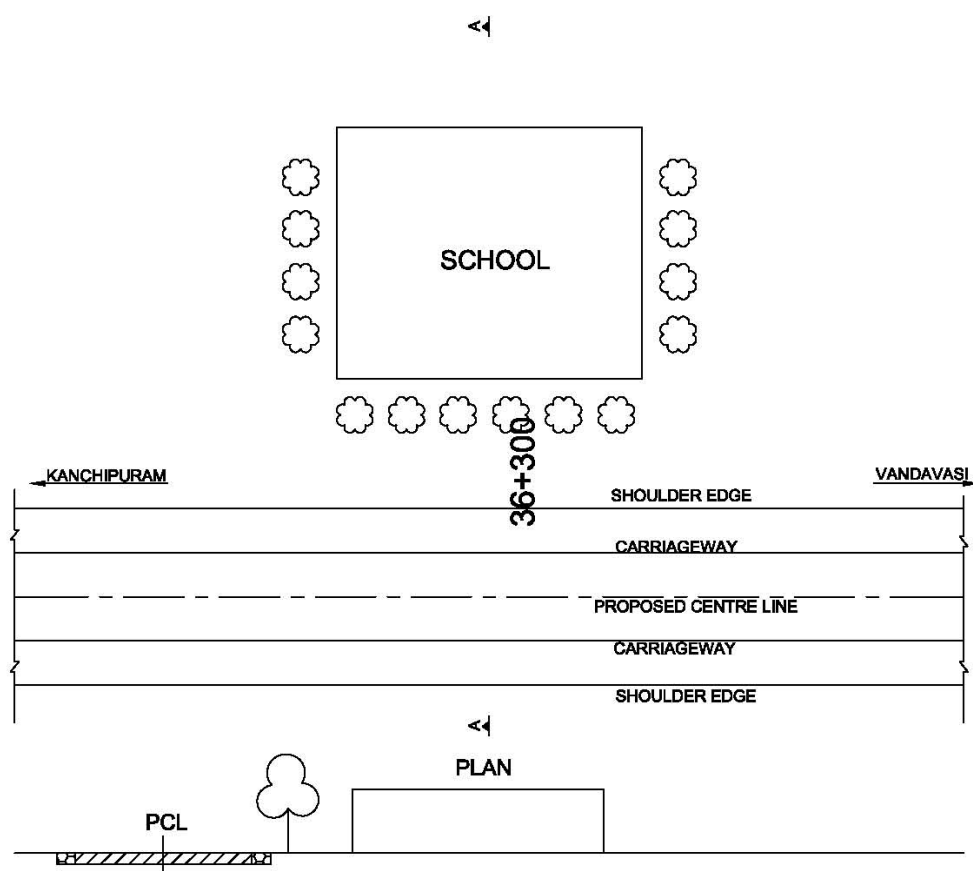 A
SCHOOL
36+300
KANCHIPURAM
VANDAVASI
SHOULDER EDGE
CARRIAGEWAY
PROPOSED CENTRE LINE
CARRIAGEWAY
SHOULDER EDGE
A
PLAN
PCL